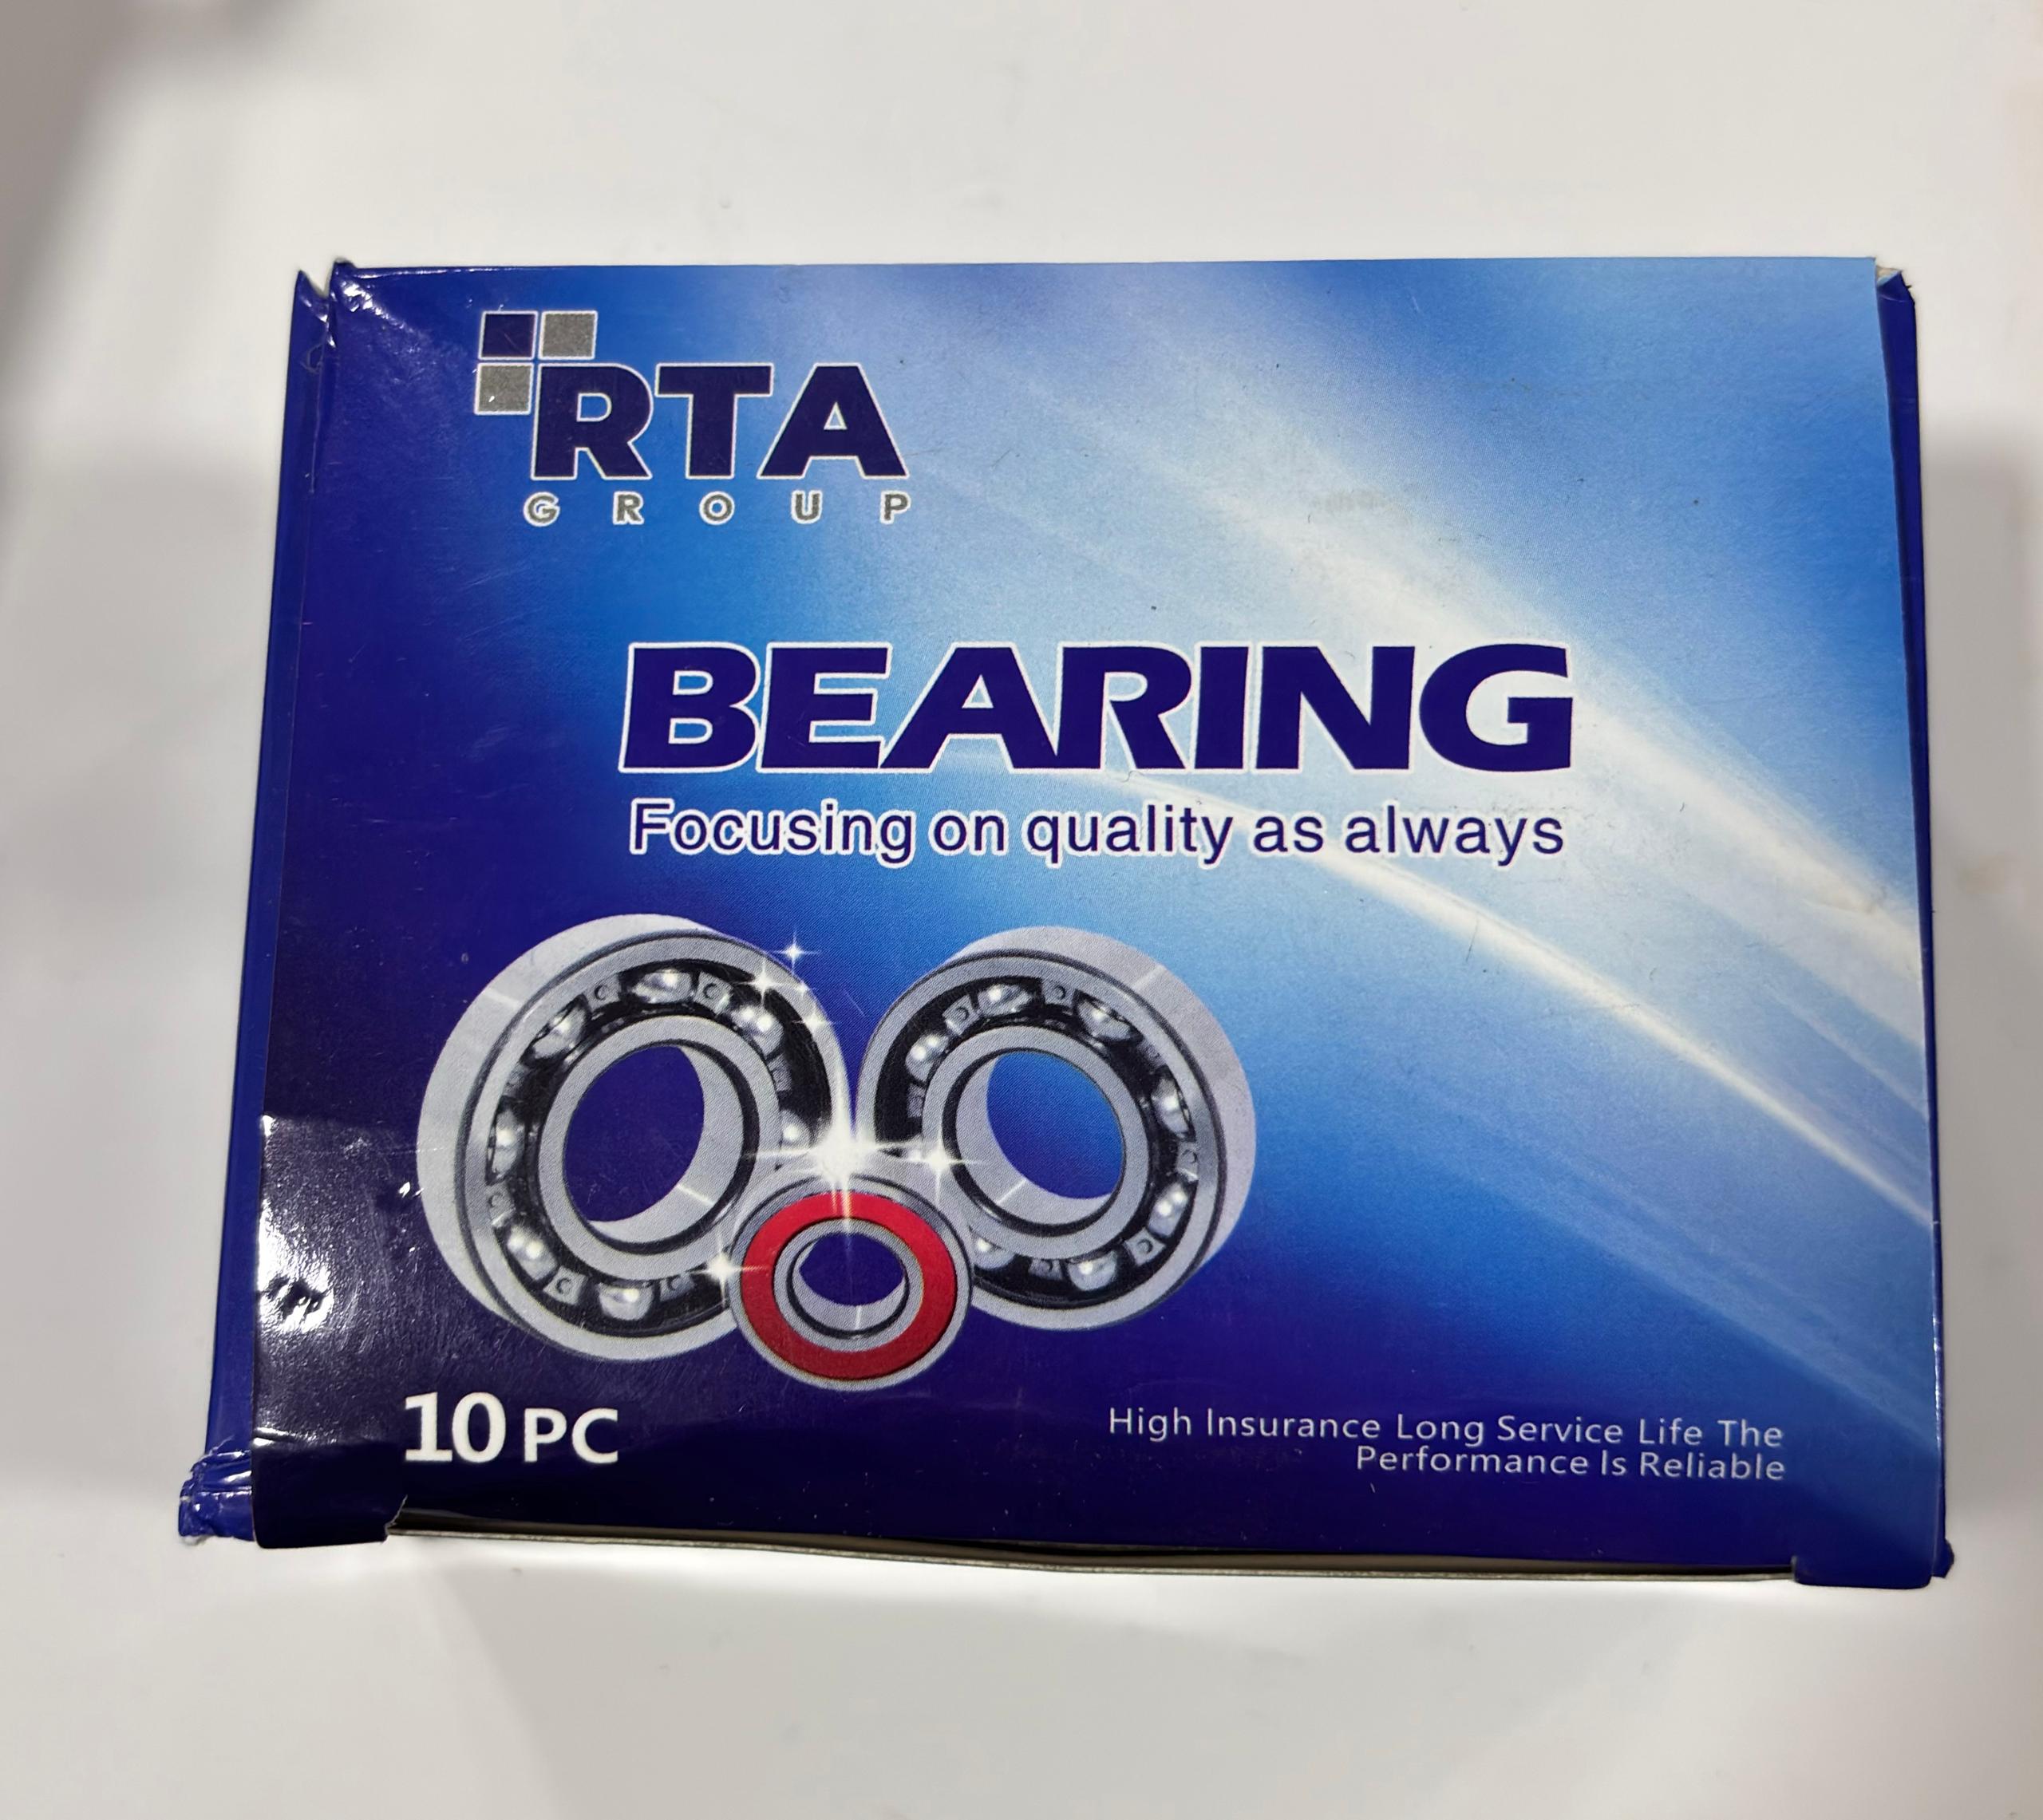 RTA
GROUP
BEARING
Focusing on quality as always
10 PC
High Insurance Long Service Life The
Performance Is Reliable